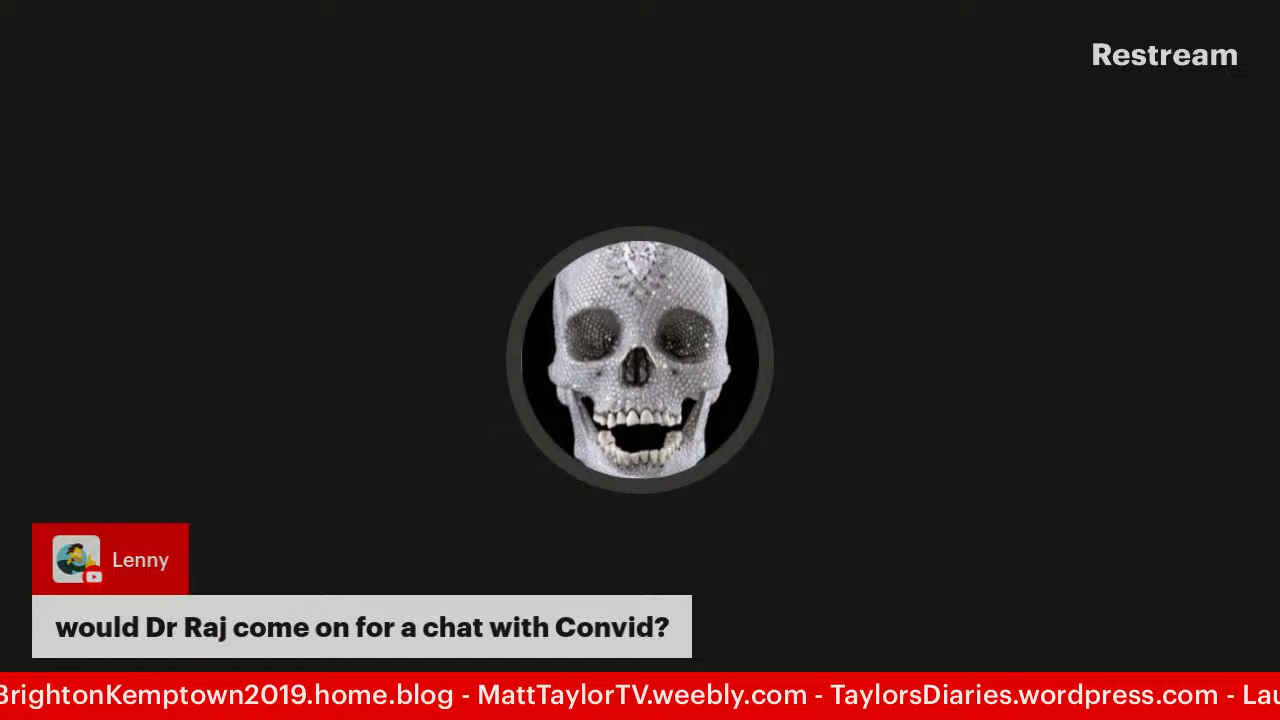 Restream
Lenny
would Dr Raj come on for a chat with Convid?
BrightonKemptown2019.home.blog - MattTaylorTV.weebly.com - TaylorsDiaries.wordpress.com -